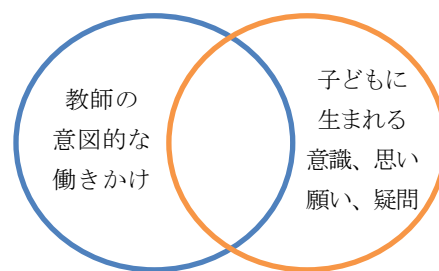 教師の
意図的な
働きかけ
子どもに
生まれる
意識、思い
願い、疑問